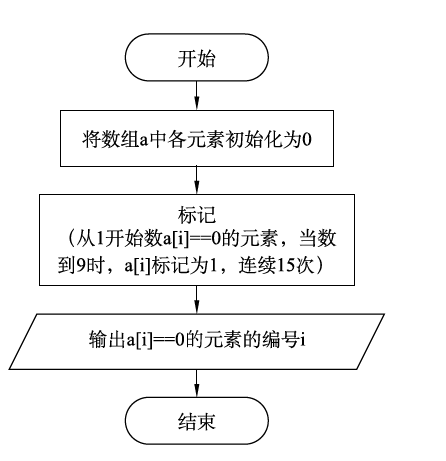 开始
将数组a中各元素初始化为0
标记
（从1开始数a[i]==0的元素，当数
到9时，a[i]标记为1，连续15次）
输出a[i]==0的元素的编号i
结束